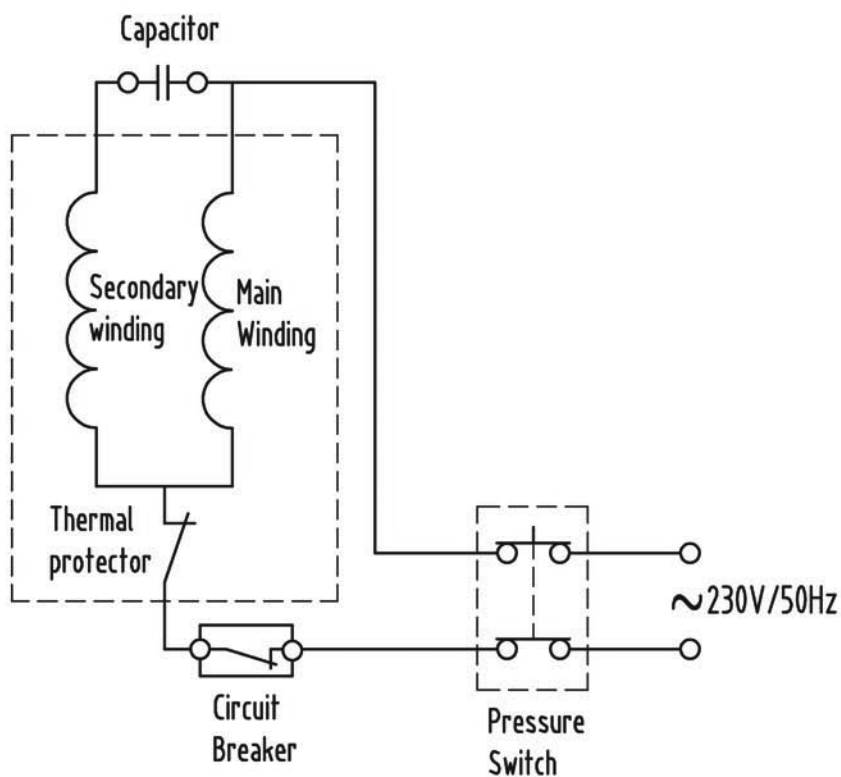 Capacitor
Secondary
winding
Main
Winding
Thermal
protector
~230V/50Hz
Circuit
Breaker
Pressure
Switch